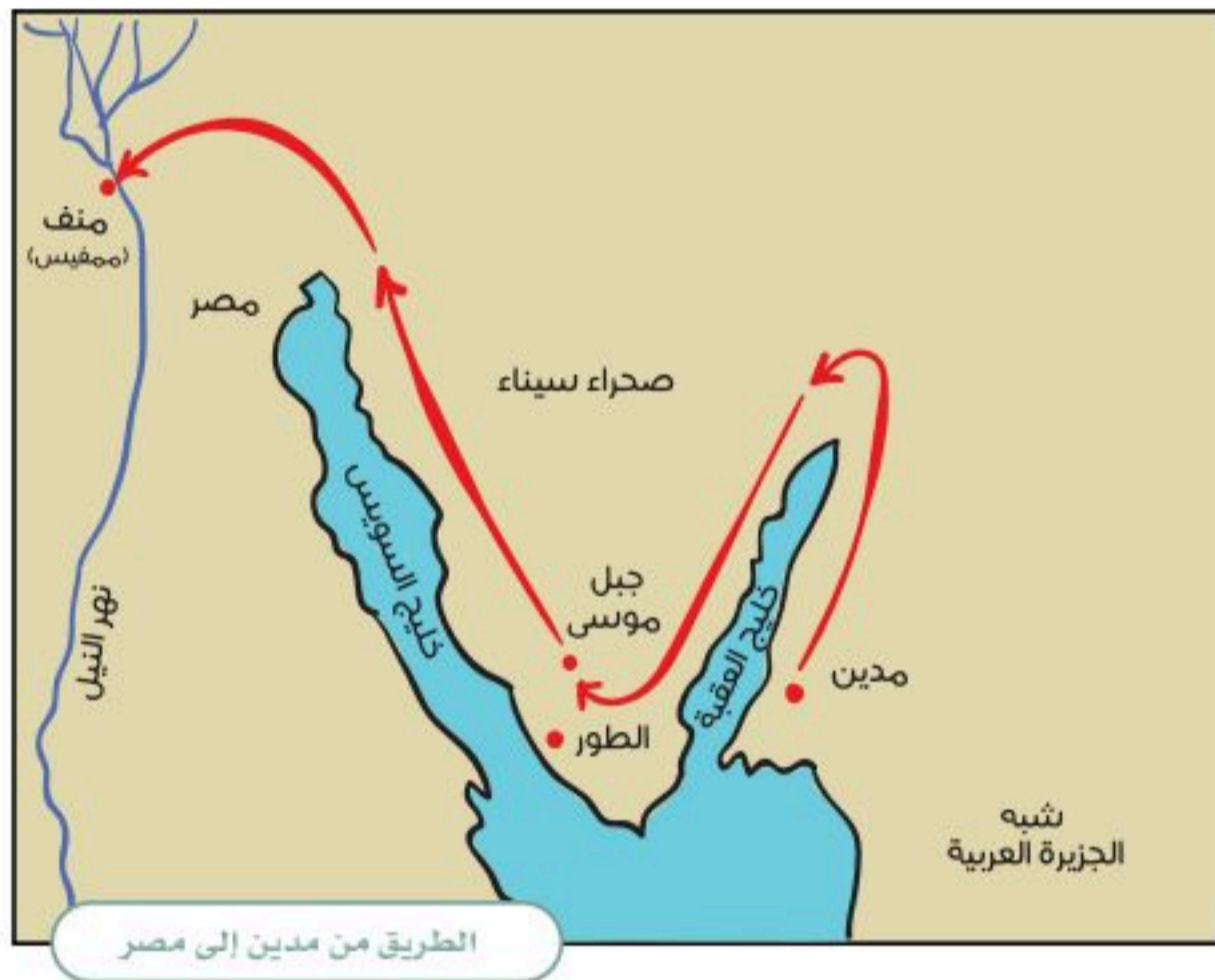 منف
(ممفيس)
مصر
صحراء سيناء
خليج السويس
جبل
موسى
خليج العقبة
مدين
الطور
نهر النيل
شبه
الجزيرة العربية
الطريق من مدين إلى مصر